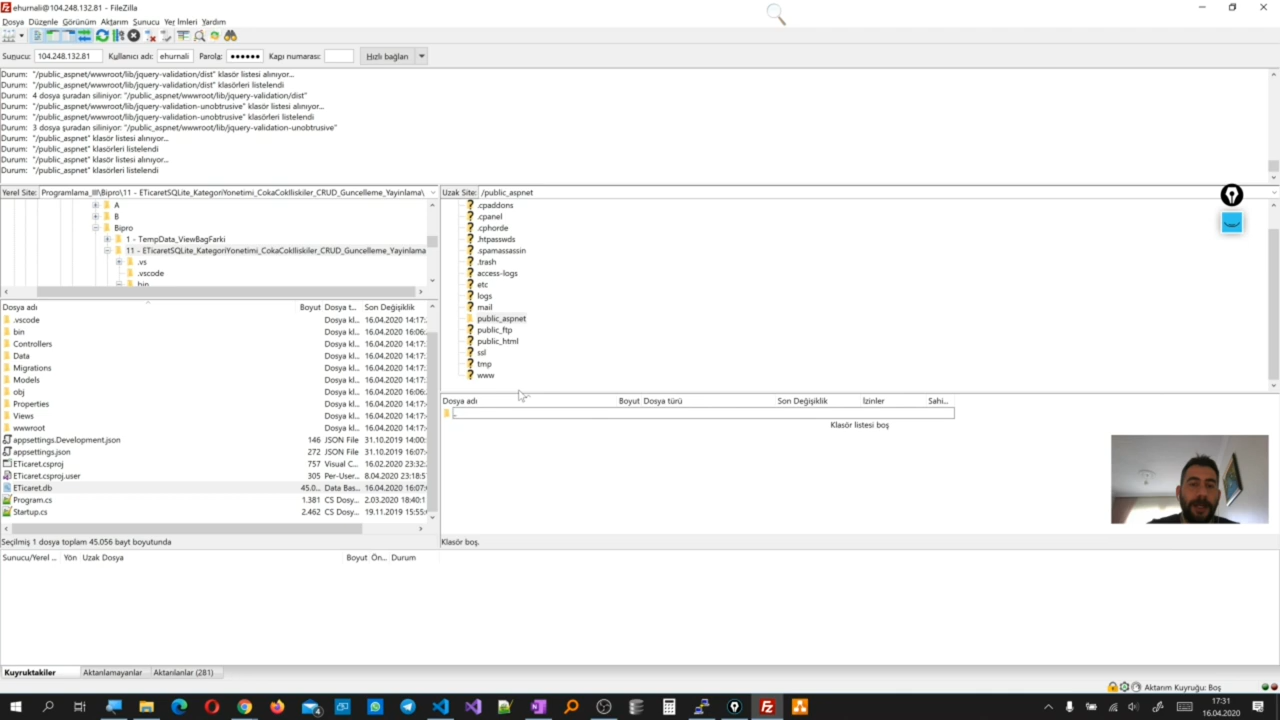 ehurnali@104.248.132.81 - FileZilla
Dosya Düzenle Görünüm Aktarım Sunucu Yer İmleri Yardım
Sunucu: 104.248.132.81 Kullanıcı adı: ehurnali Parola: ●●●●●● Kapı numarası: Hızlı bağlan
Durum: "/public_aspnet/wwwroot/lib/jquery-validation/dist" klasör listesi alınıyor...
Durum: "/public_aspnet/wwwroot/lib/jquery-validation/dist" klasörleri listelendi
Durum: 4 dosya şuradan siliniyor: "/public_aspnet/wwwroot/lib/jquery-validation/dist"
Durum: "/public_aspnet/wwwroot/lib/jquery-validation-unobtrusive" klasör listesi alınıyor...
Durum: "/public_aspnet/wwwroot/lib/jquery-validation-unobtrusive" klasörleri listelendi
Durum: 3 dosya şuradan siliniyor: "/public_aspnet/wwwroot/lib/jquery-validation-unobtrusive"
Durum: "/public_aspnet" klasör listesi alınıyor...
Durum: "/public_aspnet" klasörleri listelendi
Durum: "/public_aspnet" klasör listesi alınıyor...
Durum: "/public_aspnet" klasörleri listelendi
Yerel Site: Programlama_III\Bipro\11 - ETicaretSQLite_KategoriYonetimi_CokaCokIliskiler_CRUD_Guncelleme_Yayinlama\
A
B
Bipro
1 - TempData_ViewBagFarki
11 - ETicaretSQLite_KategoriYonetimi_CokaCokIliskiler_CRUD_Guncelleme_Yayinlama
.vs
.vscode
bin
Dosya adı Boyut Dosya t... Son Değişiklik
.vscode Dosya kl... 16.04.2020 14:17:
bin Dosya kl... 16.04.2020 16:06:
Controllers Dosya kl... 16.04.2020 14:17:
Data Dosya kl... 16.04.2020 14:17:
Migrations Dosya kl... 16.04.2020 14:17:
Models Dosya kl... 16.04.2020 14:17:
obj Dosya kl... 16.04.2020 16:06:
Properties Dosya kl... 16.04.2020 14:17:
Views Dosya kl... 16.04.2020 14:17:
wwwroot Dosya kl... 16.04.2020 14:17:
appsettings.Development.json 146 JSON File 31.10.2019 14:00:
appsettings.json 272 JSON File 31.10.2019 16:07:
ETicaret.csproj 757 Visual C... 16.02.2020 23:32:
ETicaret.csproj.user 305 Per-User... 8.04.2020 23:18:5
ETicaret.db 45.0... Data Bas... 16.04.2020 16:07:
Program.cs 1.381 CS Dosy... 2.03.2020 18:40:1
Startup.cs 2.462 CS Dosy... 19.11.2019 15:55:
Seçilmiş 1 dosya toplam 45.056 bayt boyutunda
Uzak Site: /public_aspnet
.cpaddons
.cpanel
.cphorde
.htpasswds
.spamassassin
.trash
access-logs
etc
logs
mail
public_aspnet
public_ftp
public_html
ssl
tmp
www
Dosya adı Boyut Dosya türü Son Değişiklik İzinler Sahi...
..
Klasör listesi boş
Klasör boş.
Sunucu/Yerel ... Yön Uzak Dosya Boyut Ön... Durum
Kuyruktakiler Aktarılamayanlar Aktarılanlar (281)
Aktarım Kuyruğu: Boş
17:31
16.04.2020